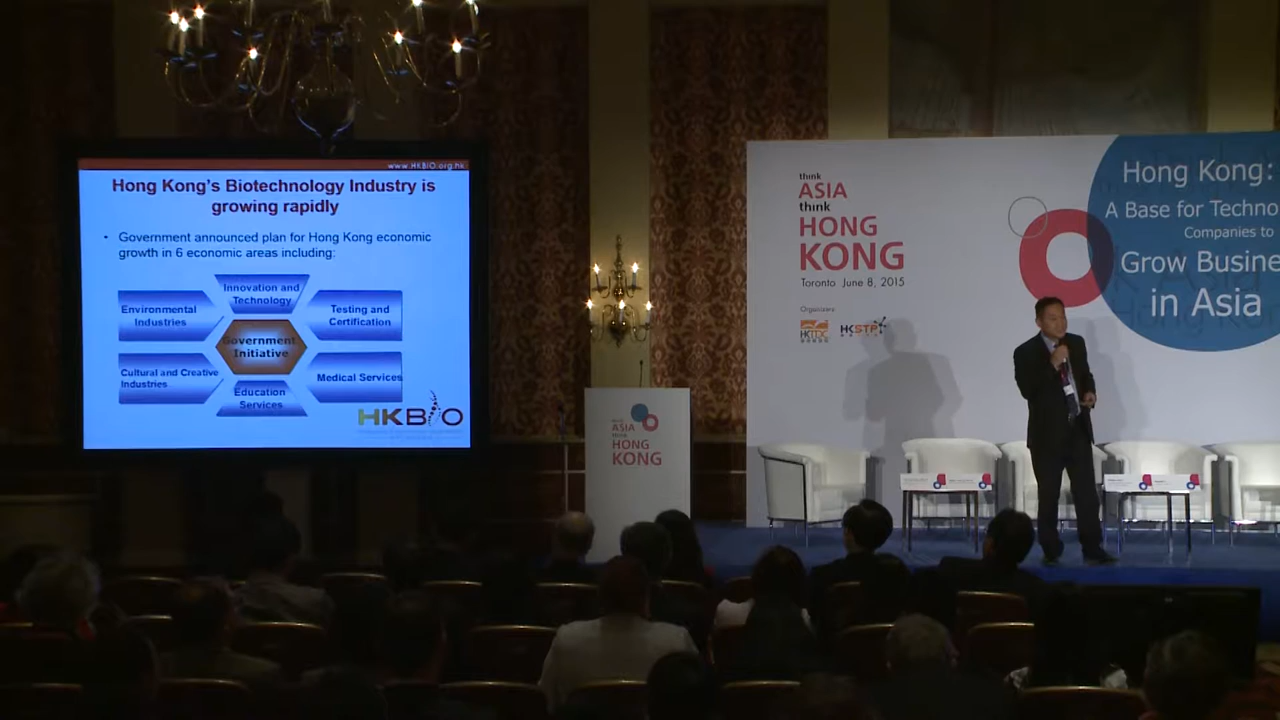 www.HKBIO.org.hk
Hong Kong's Biotechnology Industry is
growing rapidly
• Government announced plan for Hong Kong economic
growth in 6 economic areas including:
Innovation and
Technology
Environmental
Industries
Testing and
Certification
Government
Initiative
Cultural and Creative
Industries
Medical Services
Education
Services
HKBIO
ASIA
HONG
KONG
think
ASIA
think
HONG
KONG
Toronto June 8, 2015
Organizers
HKTDC
HKSTP
Hong Kong:
A Base for Techno
Companies to
Grow Busine
in Asia